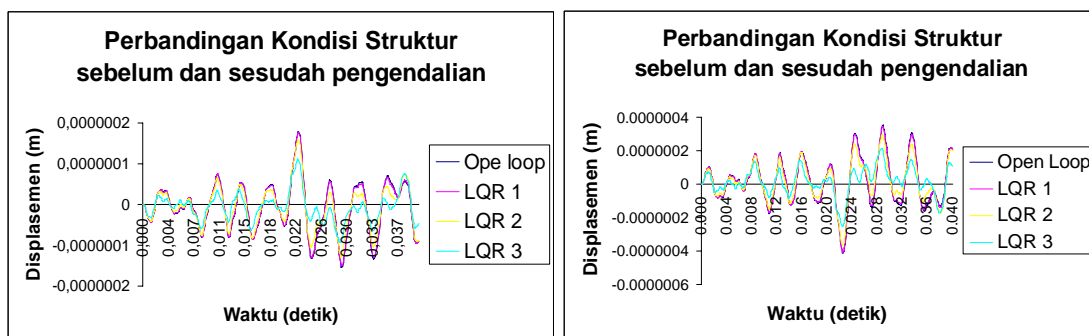 Perbandingan Kondisi Struktur
sebelum dan sesudah pengendalian
Displasemen (m)
0,0000002
0,0000001
0
-0,0000001
-0,0000002
0,000
0,004
0,007
0,011
0,015
0,018
0,022
0,026
0,030
0,033
0,037
Waktu (detik)
Ope loop
LQR 1
LQR 2
LQR 3
Perbandingan Kondisi Struktur
sebelum dan sesudah pengendalian
Displasemen (m)
0.0000004
0.0000002
0
-0.0000002
-0.0000004
-0.0000006
0.000
0.004
0.008
0.012
0.016
0.020
0.024
0.028
0.032
0.036
0.040
Waktu (detik)
Open Loop
LQR 1
LQR 2
LQR 3